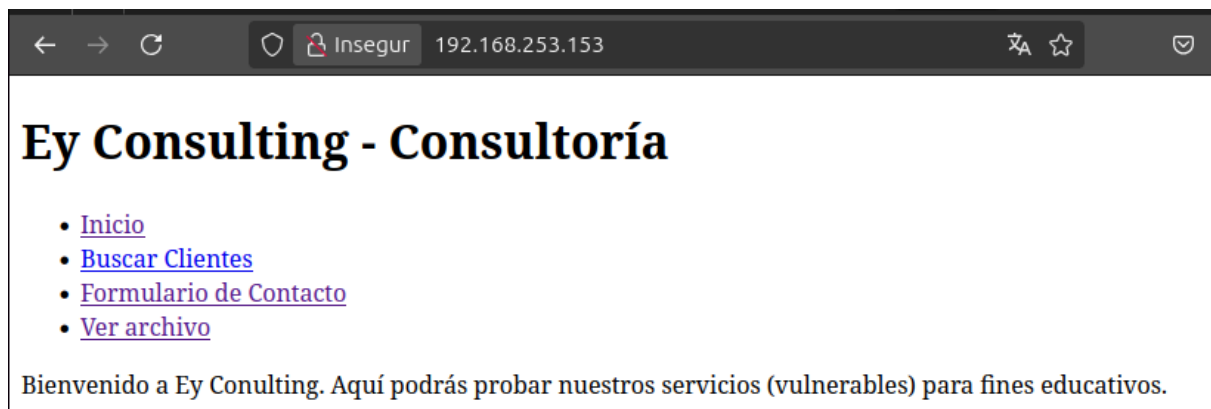 Insegur 192.168.253.153
Ey Consulting - Consultoría
Inicio
Buscar Clientes
Formulario de Contacto
Ver archivo
Bienvenido a Ey Conulting. Aquí podrás probar nuestros servicios (vulnerables) para fines educativos.